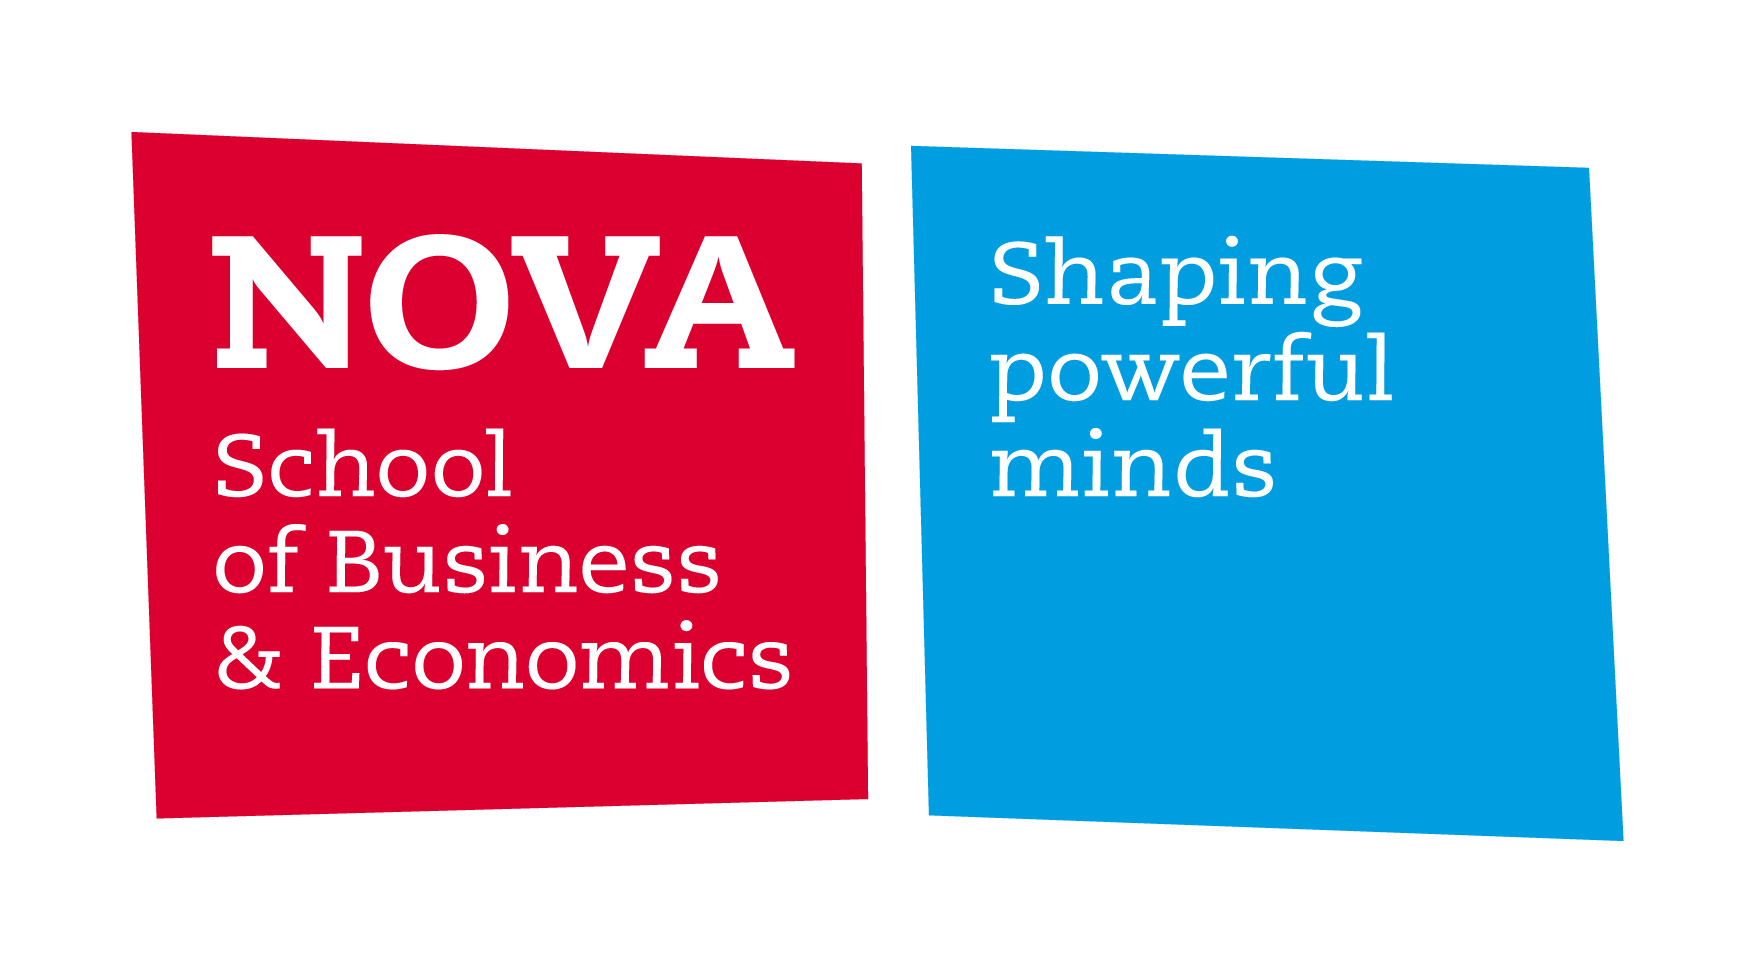 NOVA
School
of Business
& Economics
Shaping
powerful
minds